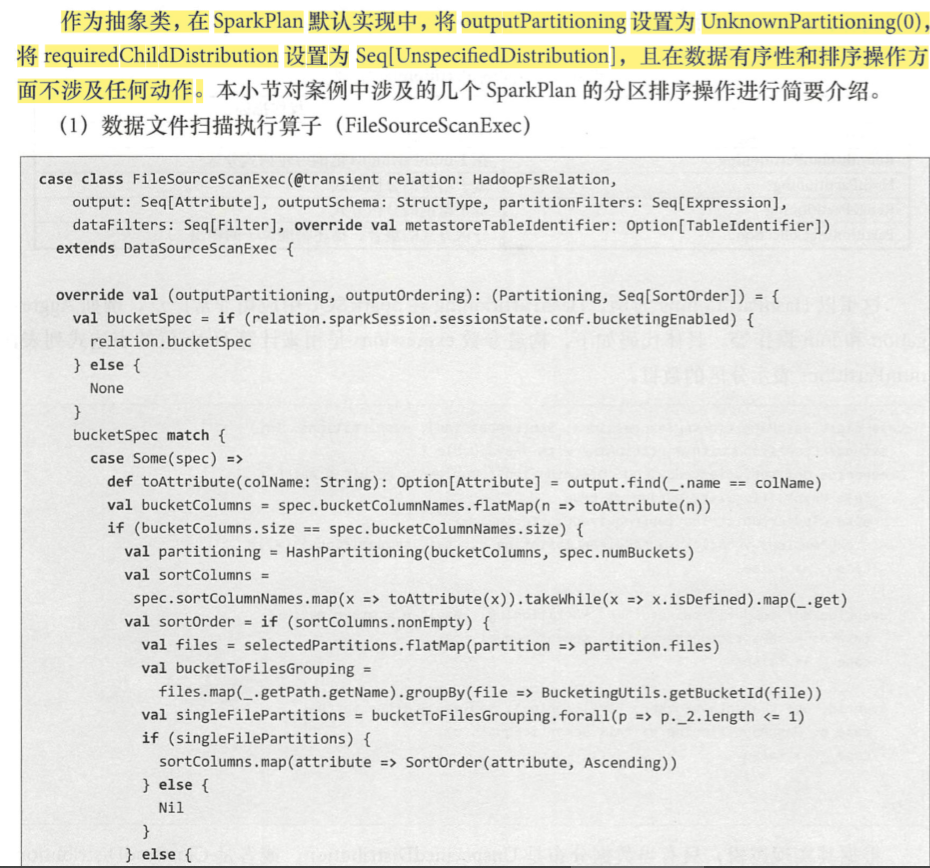 作为抽象类，在 SparkPlan 默认实现中，将 outputPartitioning 设置为 UnknownPartitioning(0),
将 requiredChildDistribution 设置为 Seq[UnspecifiedDistribution]，且在数据有序性和排序操作方
面不涉及任何动作。本小节对案例中涉及的几个 SparkPlan 的分区排序操作进行简要介绍。
（1）数据文件扫描执行算子（FileSourceScanExec）
case class FileSourceScanExec(@transient relation: HadoopFsRelation,
output: Seq[Attribute], outputSchema: StructType, partitionFilters: Seq[Expression],
dataFilters: Seq[Filter], override val metastoreTableIdentifier: Option[TableIdentifier])
extends DataSourceScanExec {
override val (outputPartitioning, outputOrdering): (Partitioning, Seq[SortOrder]) = {
val bucketSpec = if (relation.sparkSession.sessionState.conf.bucketingEnabled) {
relation.bucketSpec
} else {
None
}
bucketSpec match {
case Some(spec) =>
def toAttribute(colName: String): Option[Attribute] = output.find(_.name == colName)
val bucketColumns = spec.bucketColumnNames.flatMap(n => toAttribute(n))
if (bucketColumns.size == spec.bucketColumnNames.size) {
val partitioning = HashPartitioning(bucketColumns, spec.numBuckets)
val sortColumns =
spec.sortColumnNames.map(x => toAttribute(x)).takeWhile(x => x.isDefined).map(_.get)
val sortOrder = if (sortColumns.nonEmpty) {
val files = selectedPartitions.flatMap(partition => partition.files)
val bucketToFilesGrouping =
files.map(_.getPath.getName).groupBy(file => BucketingUtils.getBucketId(file))
val singleFilePartitions = bucketToFilesGrouping.forall(p => p._2.length <= 1)
if (singleFilePartitions) {
sortColumns.map(attribute => SortOrder(attribute, Ascending))
} else {
Nil
}
} else {